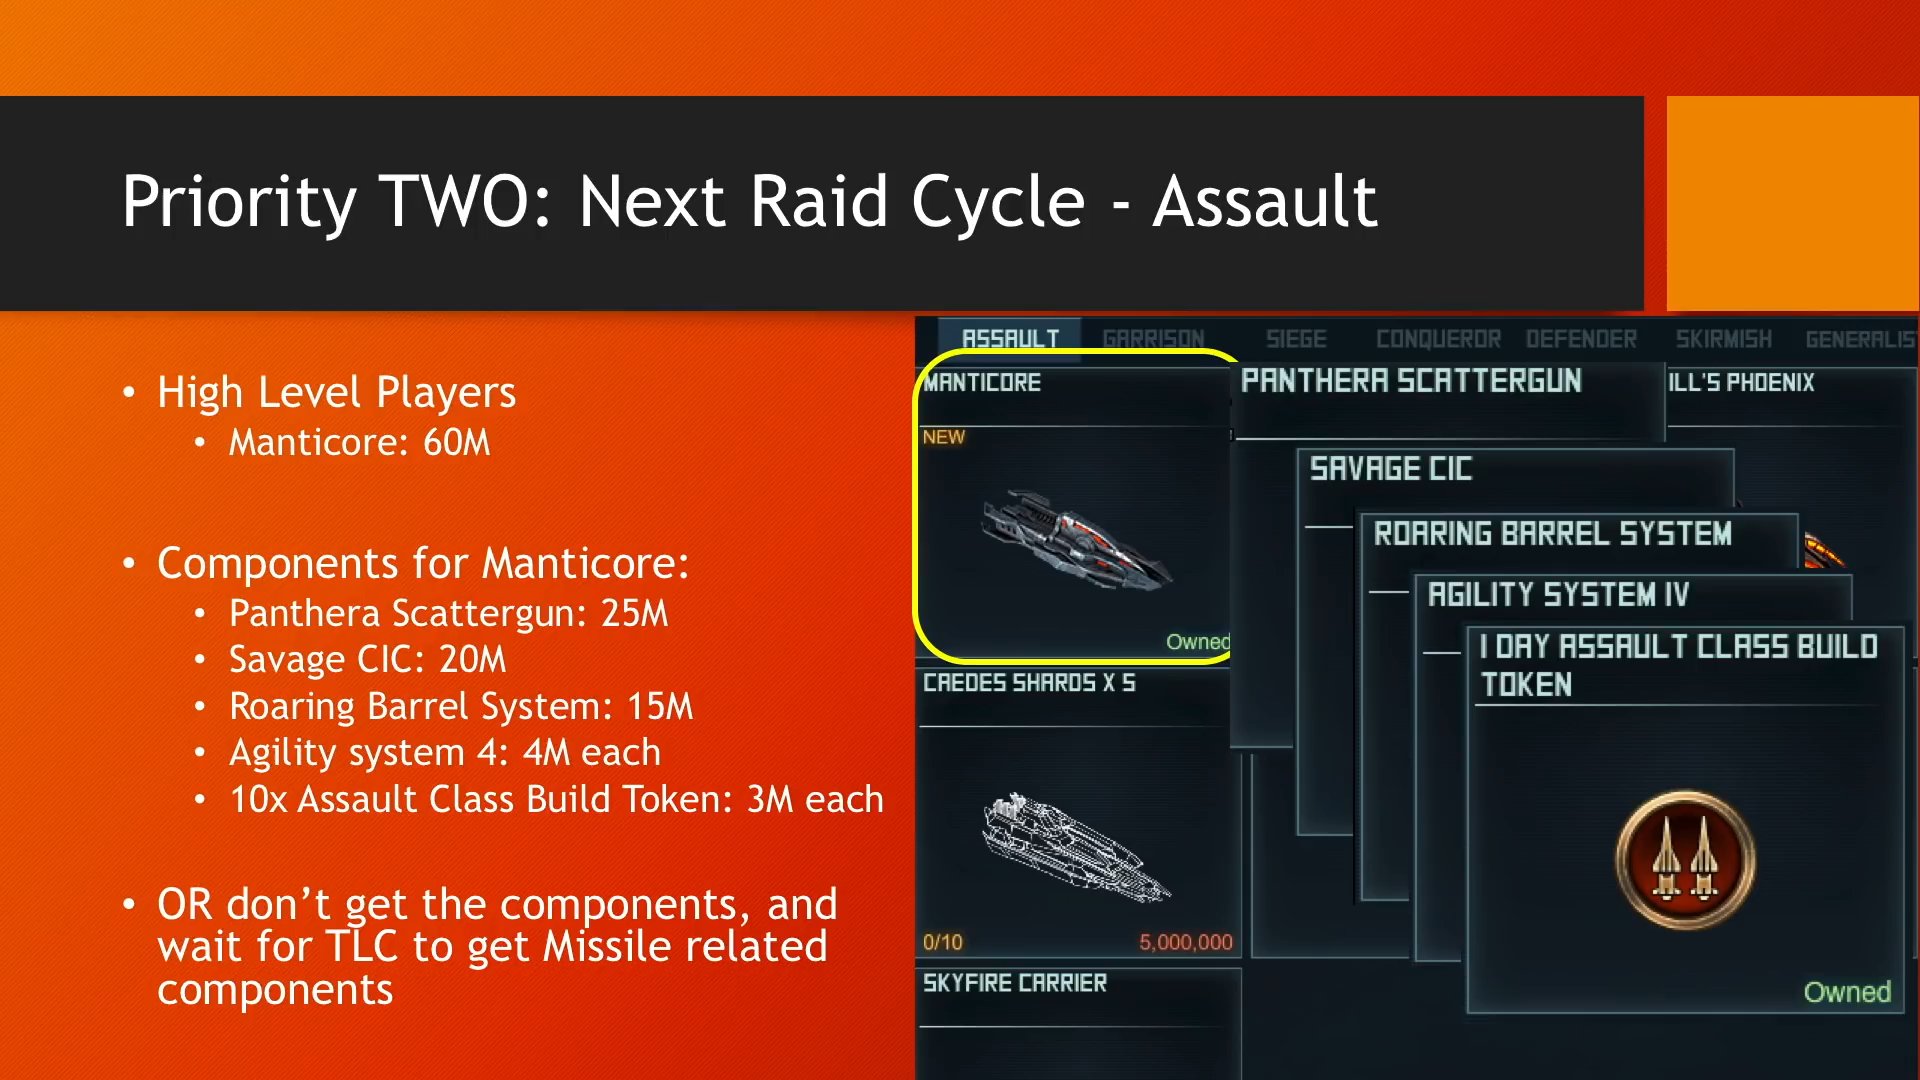 Priority TWO: Next Raid Cycle - Assault
• High Level Players
• Manticore: 60M
• Components for Manticore:
• Panthera Scattergun: 25M
• Savage CIC: 20M
• Roaring Barrel System: 15M
• Agility system 4: 4M each
• 10x Assault Class Build Token: 3M each
• OR don’t get the components, and
wait for TLC to get Missile related
components
ASSAULT GARRISON SIEGE CONQUEROR DEFENDER SKIRMISH GENERALIS
MANTICORE
NEW
Owned
PANTHERA SCATTERGUN
ILL'S PHOENIX
SAVAGE CIC
ROARING BARREL SYSTEM
AGILITY SYSTEM IV
1 DAY ASSAULT CLASS BUILD
TOKEN
Owned
CAEDES SHARDS X 5
0/10 5,000,000
SKYFIRE CARRIER